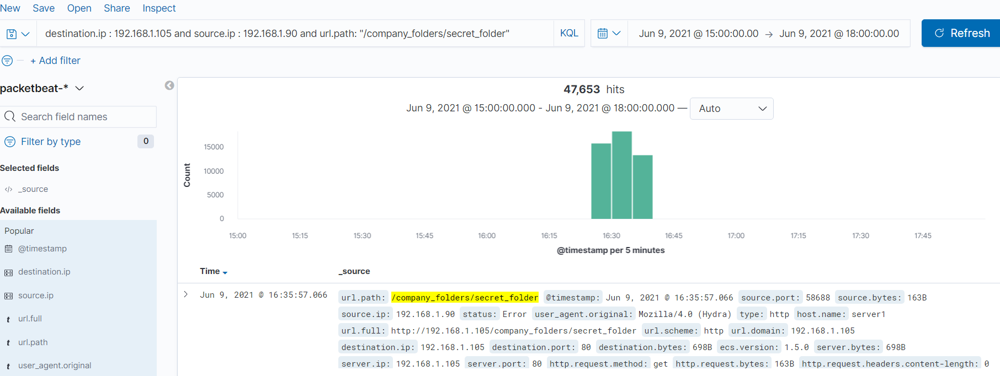 New Save Open Share Inspect
destination.ip : 192.168.1.105 and source.ip : 192.168.1.90 and url.path: "/company_folders/secret_folder" KQL Jun 9, 2021 @ 15:00:00.00 → Jun 9, 2021 @ 18:00:00.00 Refresh
+ Add filter
packetbeat-*
Search field names
Filter by type 0
Selected fields
_source
Available fields
Popular
@timestamp
destination.ip
source.ip
url.full
url.path
user_agent.original
47,653 hits
Jun 9, 2021 @ 15:00:00.000 - Jun 9, 2021 @ 18:00:00.000 — Auto
Count
15000
10000
5000
0
15:00 15:15 15:30 15:45 16:00 16:15 16:30 16:45 17:00 17:15 17:30 17:45
@timestamp per 5 minutes
Time _source
Jun 9, 2021 @ 16:35:57.066 url.path: /company_folders/secret_folder @timestamp: Jun 9, 2021 @ 16:35:57.066 source.port: 58688 source.bytes: 163B
source.ip: 192.168.1.90 status: Error user_agent.original: Mozilla/4.0 (Hydra) type: http host.name: server1
url.full: http://192.168.1.105/company_folders/secret_folder url.scheme: http url.domain: 192.168.1.105
destination.ip: 192.168.1.105 destination.port: 80 destination.bytes: 698B ecs.version: 1.5.0 server.bytes: 698B
server.ip: 192.168.1.105 server.port: 80 http.request.method: get http.request.bytes: 163B http.request.headers.content-length: 0